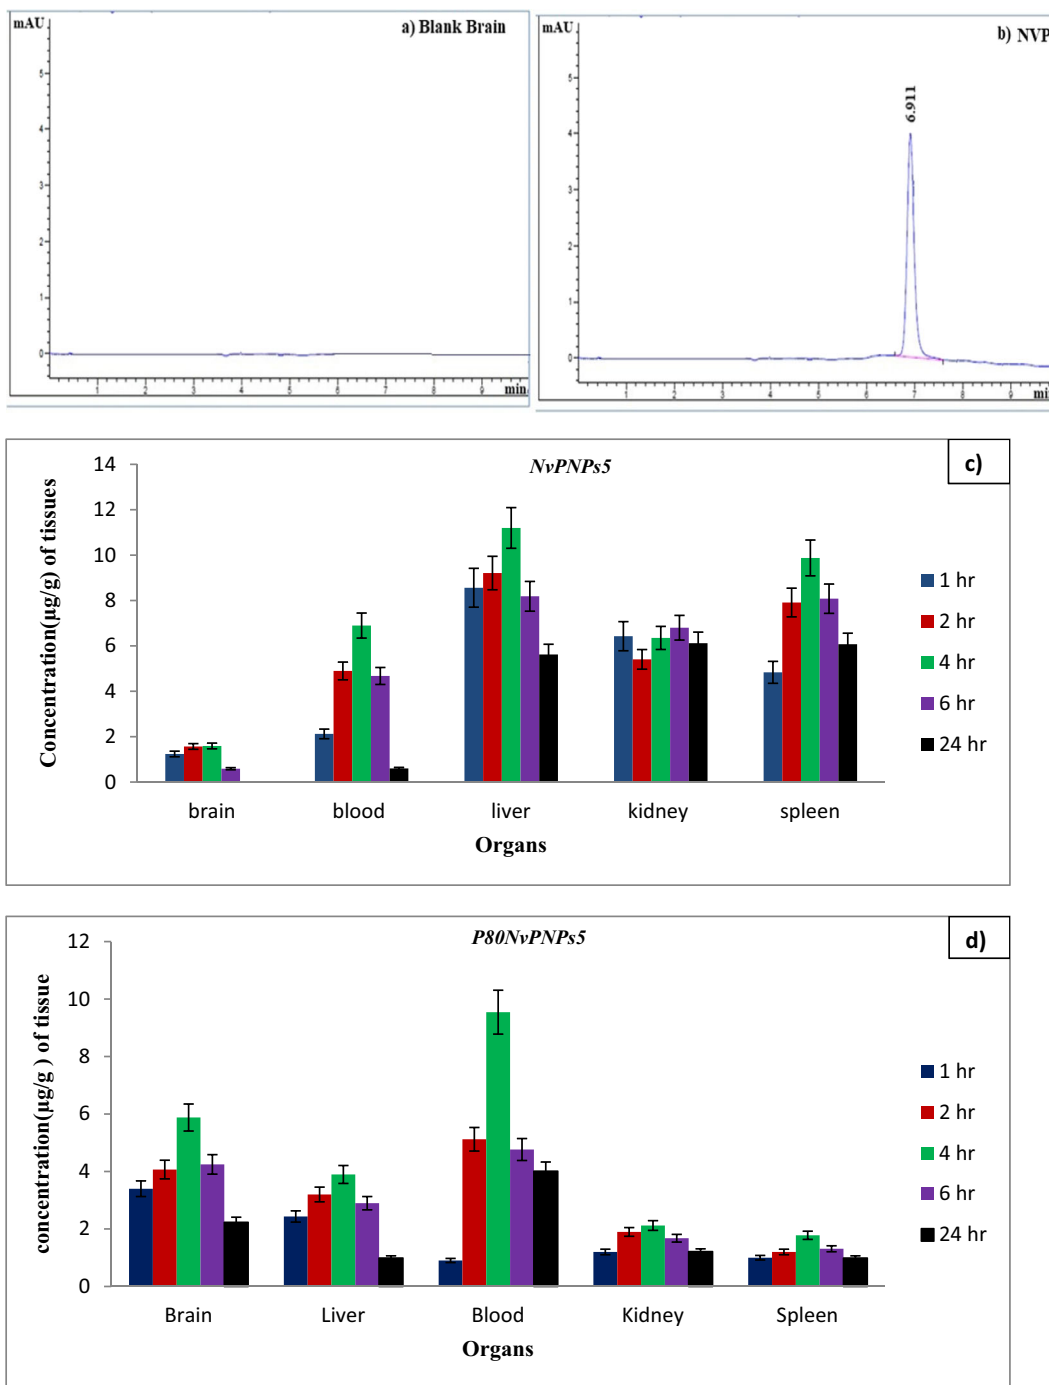 mAU
a) Blank Brain
5
4
3
2
1
0
1 2 3 4 5 6 7 8 9
min
mAU
b) NVP
6.911
5
4
3
2
1
0
1 2 3 4 5 6 7 8 9
mi
NvPNPs5
c)
Concentration(µg/g) of tissues
14
12
10
8
6
4
2
0
brain blood liver kidney spleen
Organs
1 hr
2 hr
4 hr
6 hr
24 hr
P80NvPNPs5
d)
concentration(µg/g ) of tissue
12
10
8
6
4
2
0
Brain Liver Blood Kidney Spleen
Organs
1 hr
2 hr
4 hr
6 hr
24 hr